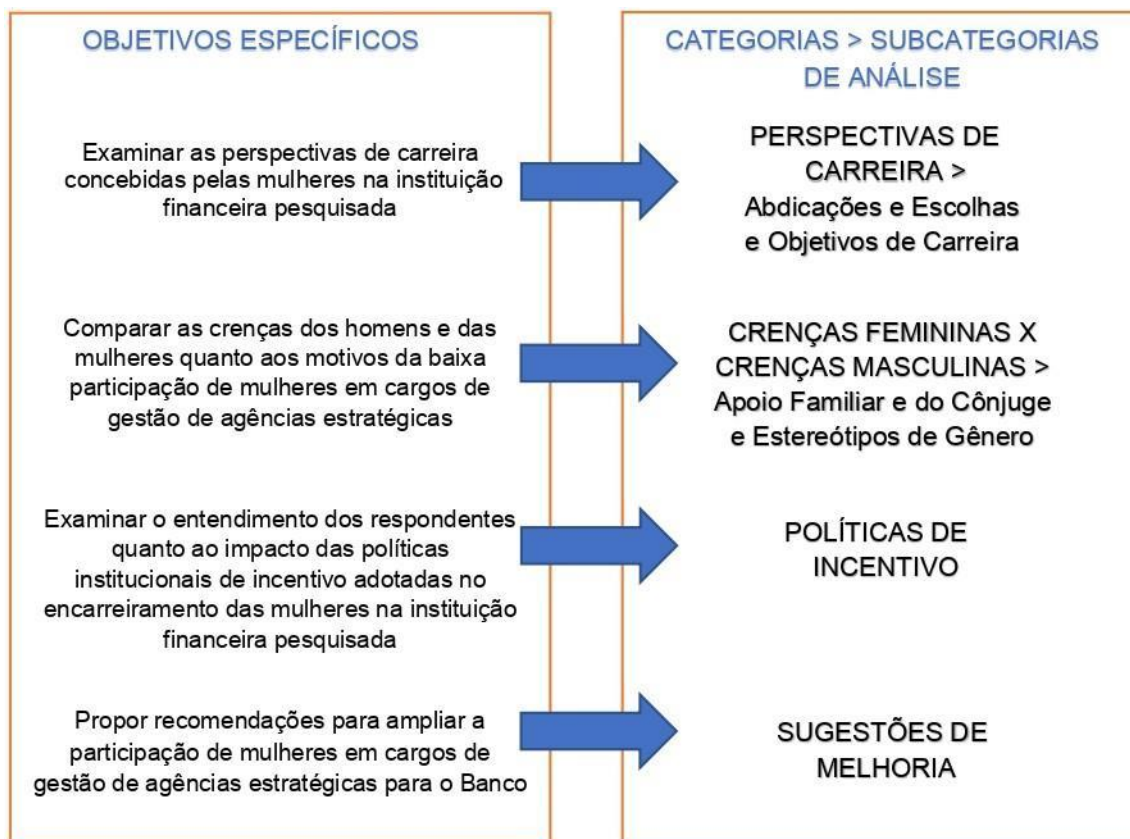 OBJETIVOS ESPECÍFICOS
CATEGORIAS > SUBCATEGORIAS
DE ANÁLISE
Examinar as perspectivas de carreira
concebidas pelas mulheres na instituição
financeira pesquisada
PERSPECTIVAS DE
CARREIRA >
Abdicações e Escolhas
e Objetivos de Carreira
Comparar as crenças dos homens e das
mulheres quanto aos motivos da baixa
participação de mulheres em cargos de
gestão de agências estratégicas
CRENÇAS FEMININAS X
CRENÇAS MASCULINAS >
Apoio Familiar e do Cônjuge
e Estereótipos de Gênero
Examinar o entendimento dos respondentes
quanto ao impacto das políticas
institucionais de incentivo adotadas no
encarreiramento das mulheres na instituição
financeira pesquisada
POLÍTICAS DE
INCENTIVO
Propor recomendações para ampliar a
participação de mulheres em cargos de
gestão de agências estratégicas para o Banco
SUGESTÕES DE
MELHORIA